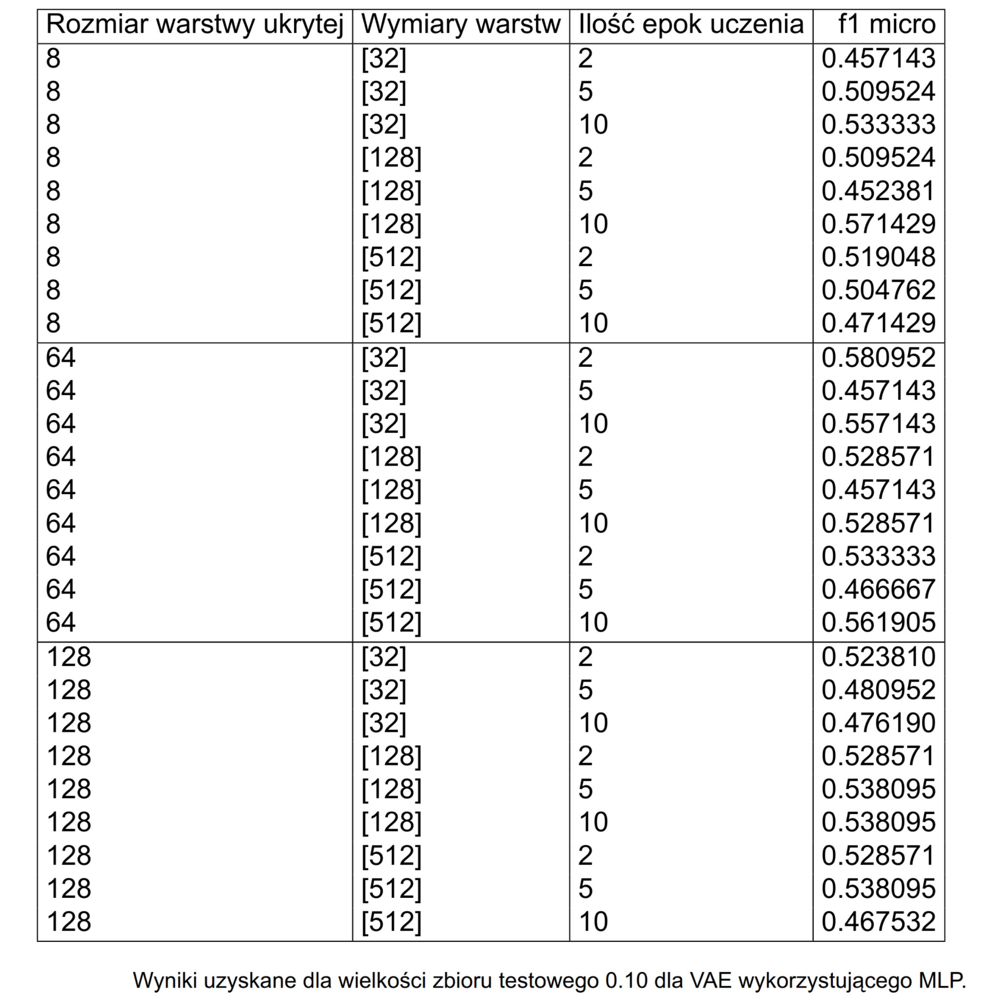 Rozmiar warstwy ukrytej Wymiary warstw Ilość epok uczenia f1 micro
8 [32] 2 0.457143
8 [32] 5 0.509524
8 [32] 10 0.533333
8 [128] 2 0.509524
8 [128] 5 0.452381
8 [128] 10 0.571429
8 [512] 2 0.519048
8 [512] 5 0.504762
8 [512] 10 0.471429
64 [32] 2 0.580952
64 [32] 5 0.457143
64 [32] 10 0.557143
64 [128] 2 0.528571
64 [128] 5 0.457143
64 [128] 10 0.528571
64 [512] 2 0.533333
64 [512] 5 0.466667
64 [512] 10 0.561905
128 [32] 2 0.523810
128 [32] 5 0.480952
128 [32] 10 0.476190
128 [128] 2 0.528571
128 [128] 5 0.538095
128 [128] 10 0.538095
128 [512] 2 0.528571
128 [512] 5 0.538095
128 [512] 10 0.467532
Wyniki uzyskane dla wielkości zbioru testowego 0.10 dla VAE wykorzystującego MLP.